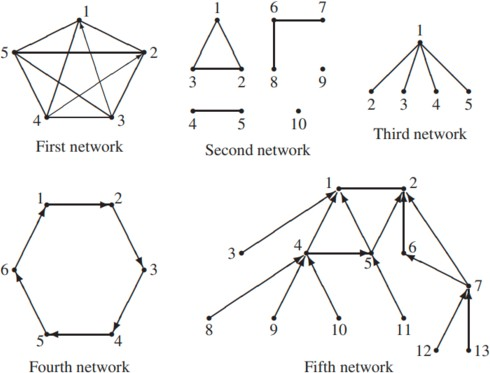 1
5 2
4 3
First network
1 6 7
3 2 8 9
4 5 10
Second network
1
2 3 4 5
Third network
1 2
6 3
5 4
Fourth network
1 2
3 4 5 6
7
8 9 10 11
12 13
Fifth network